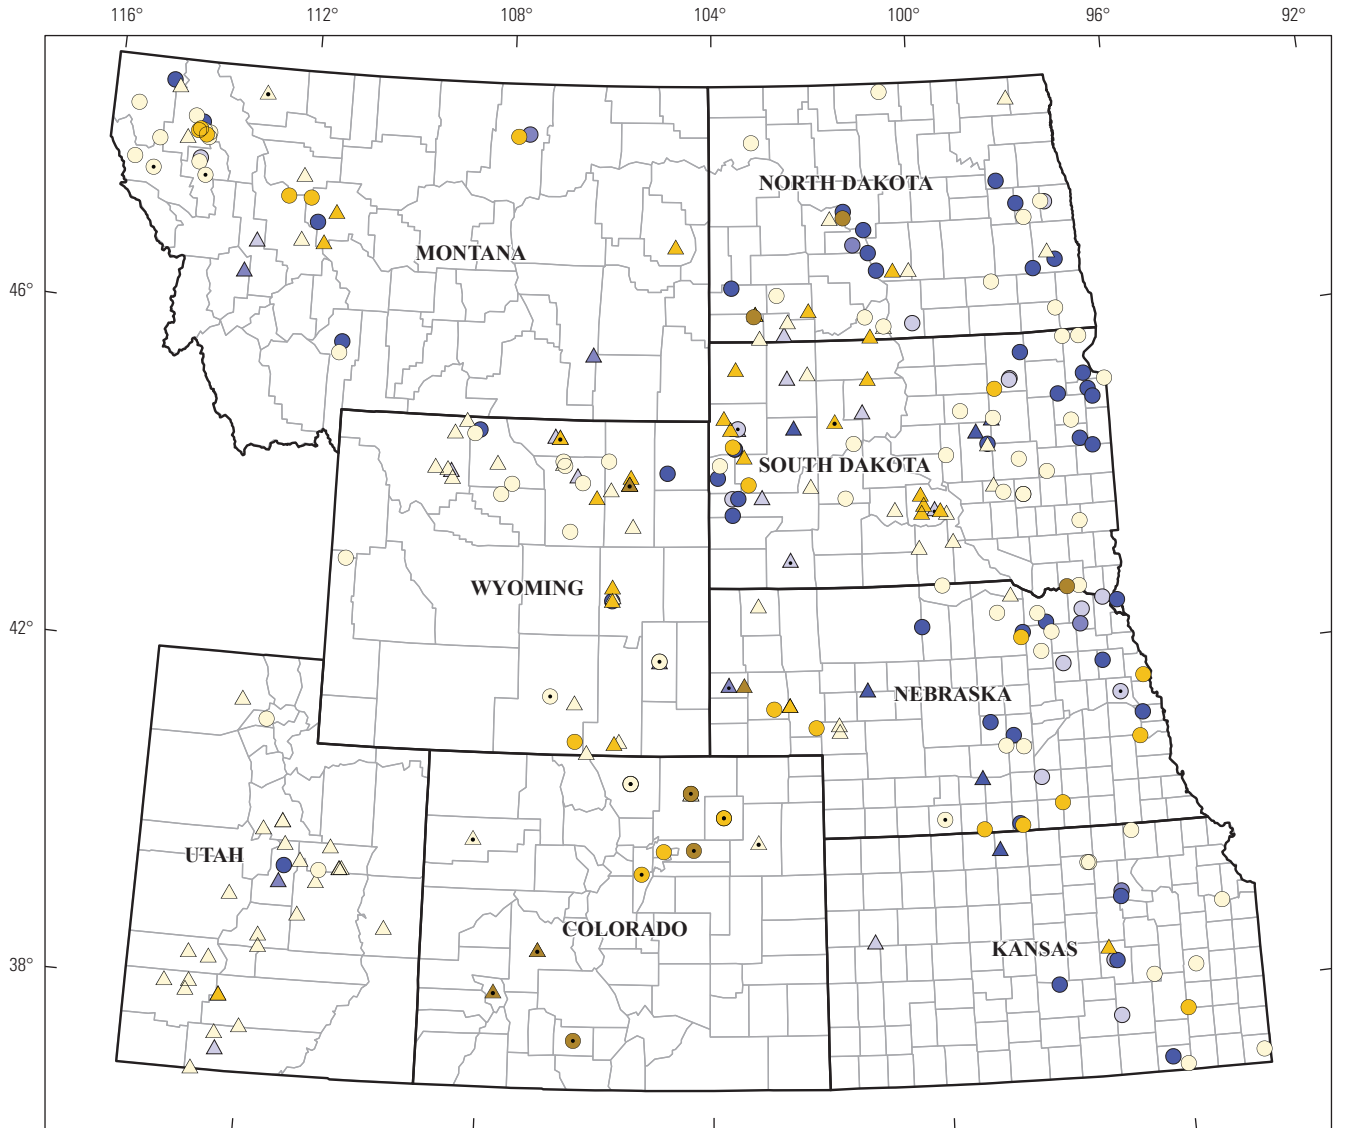 116° 112° 108° 104° 100° 96° 92°
NORTH DAKOTA
MONTANA
46°
SOUTH DAKOTA
WYOMING
42°
NEBRASKA
UTAH
COLORADO
KANSAS
38°